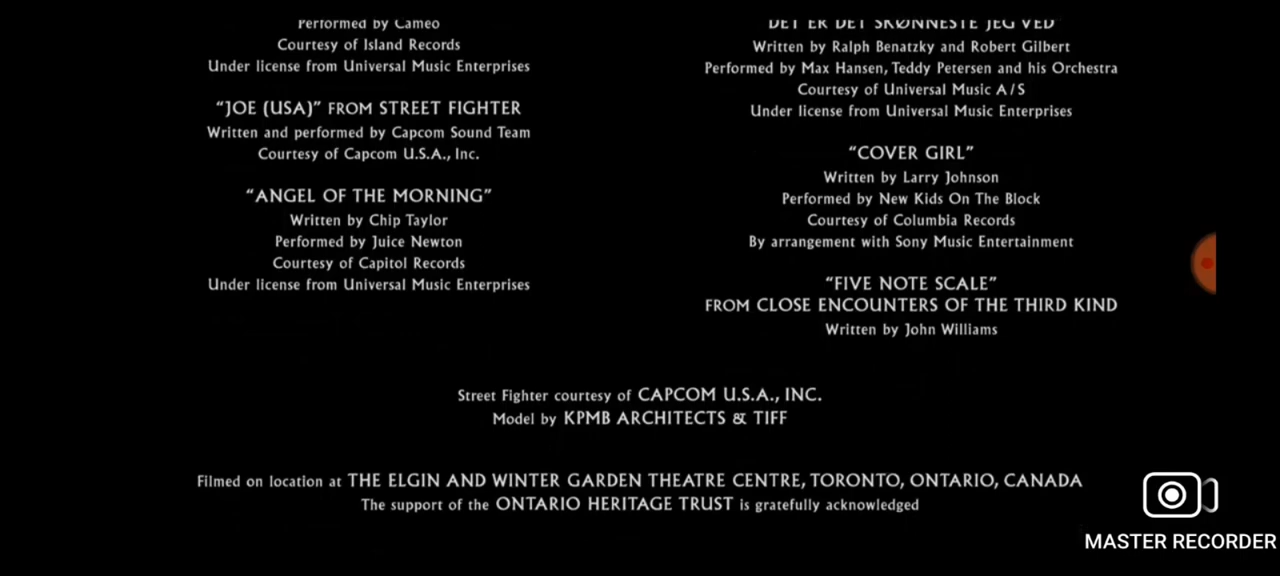 Performed by Cameo
Courtesy of Island Records
Under license from Universal Music Enterprises
“JOE (USA)” FROM STREET FIGHTER
Written and performed by Capcom Sound Team
Courtesy of Capcom U.S.A., Inc.
“ANGEL OF THE MORNING”
Written by Chip Taylor
Performed by Juice Newton
Courtesy of Capitol Records
Under license from Universal Music Enterprises
DET ER DET SKØNNESTE JEG VED
Written by Ralph Benatzky and Robert Gilbert
Performed by Max Hansen, Teddy Petersen and his Orchestra
Courtesy of Universal Music A/S
Under license from Universal Music Enterprises
“COVER GIRL”
Written by Larry Johnson
Performed by New Kids On The Block
Courtesy of Columbia Records
By arrangement with Sony Music Entertainment
“FIVE NOTE SCALE”
FROM CLOSE ENCOUNTERS OF THE THIRD KIND
Written by John Williams
Street Fighter courtesy of CAPCOM U.S.A., INC.
Model by KPMB ARCHITECTS & TIFF
Filmed on location at THE ELGIN AND WINTER GARDEN THEATRE CENTRE, TORONTO, ONTARIO, CANADA
The support of the ONTARIO HERITAGE TRUST is gratefully acknowledged
MASTER RECORDER